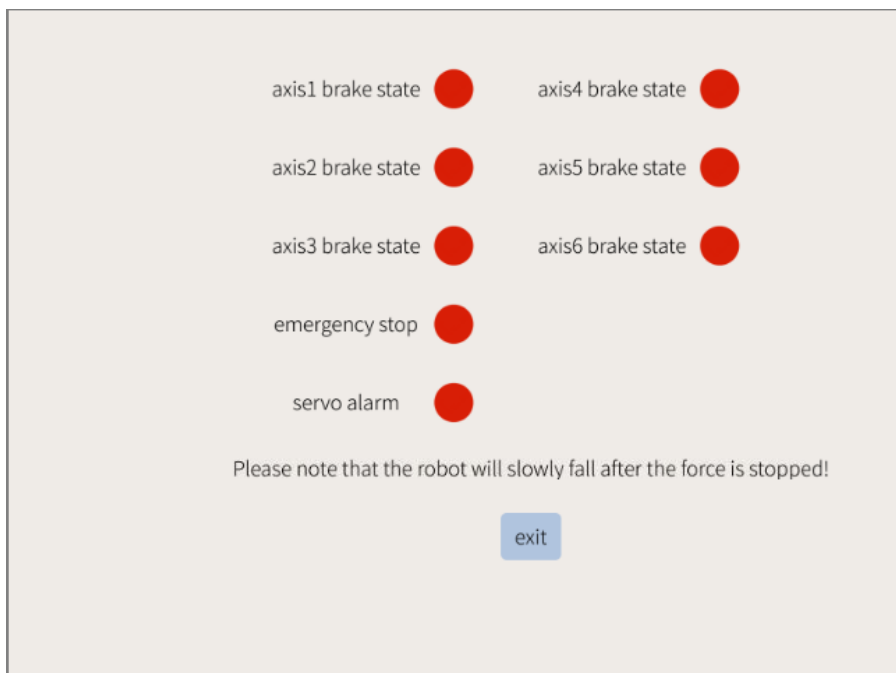 axis1 brake state axis4 brake state
axis2 brake state axis5 brake state
axis3 brake state axis6 brake state
emergency stop
servo alarm
Please note that the robot will slowly fall after the force is stopped!
exit